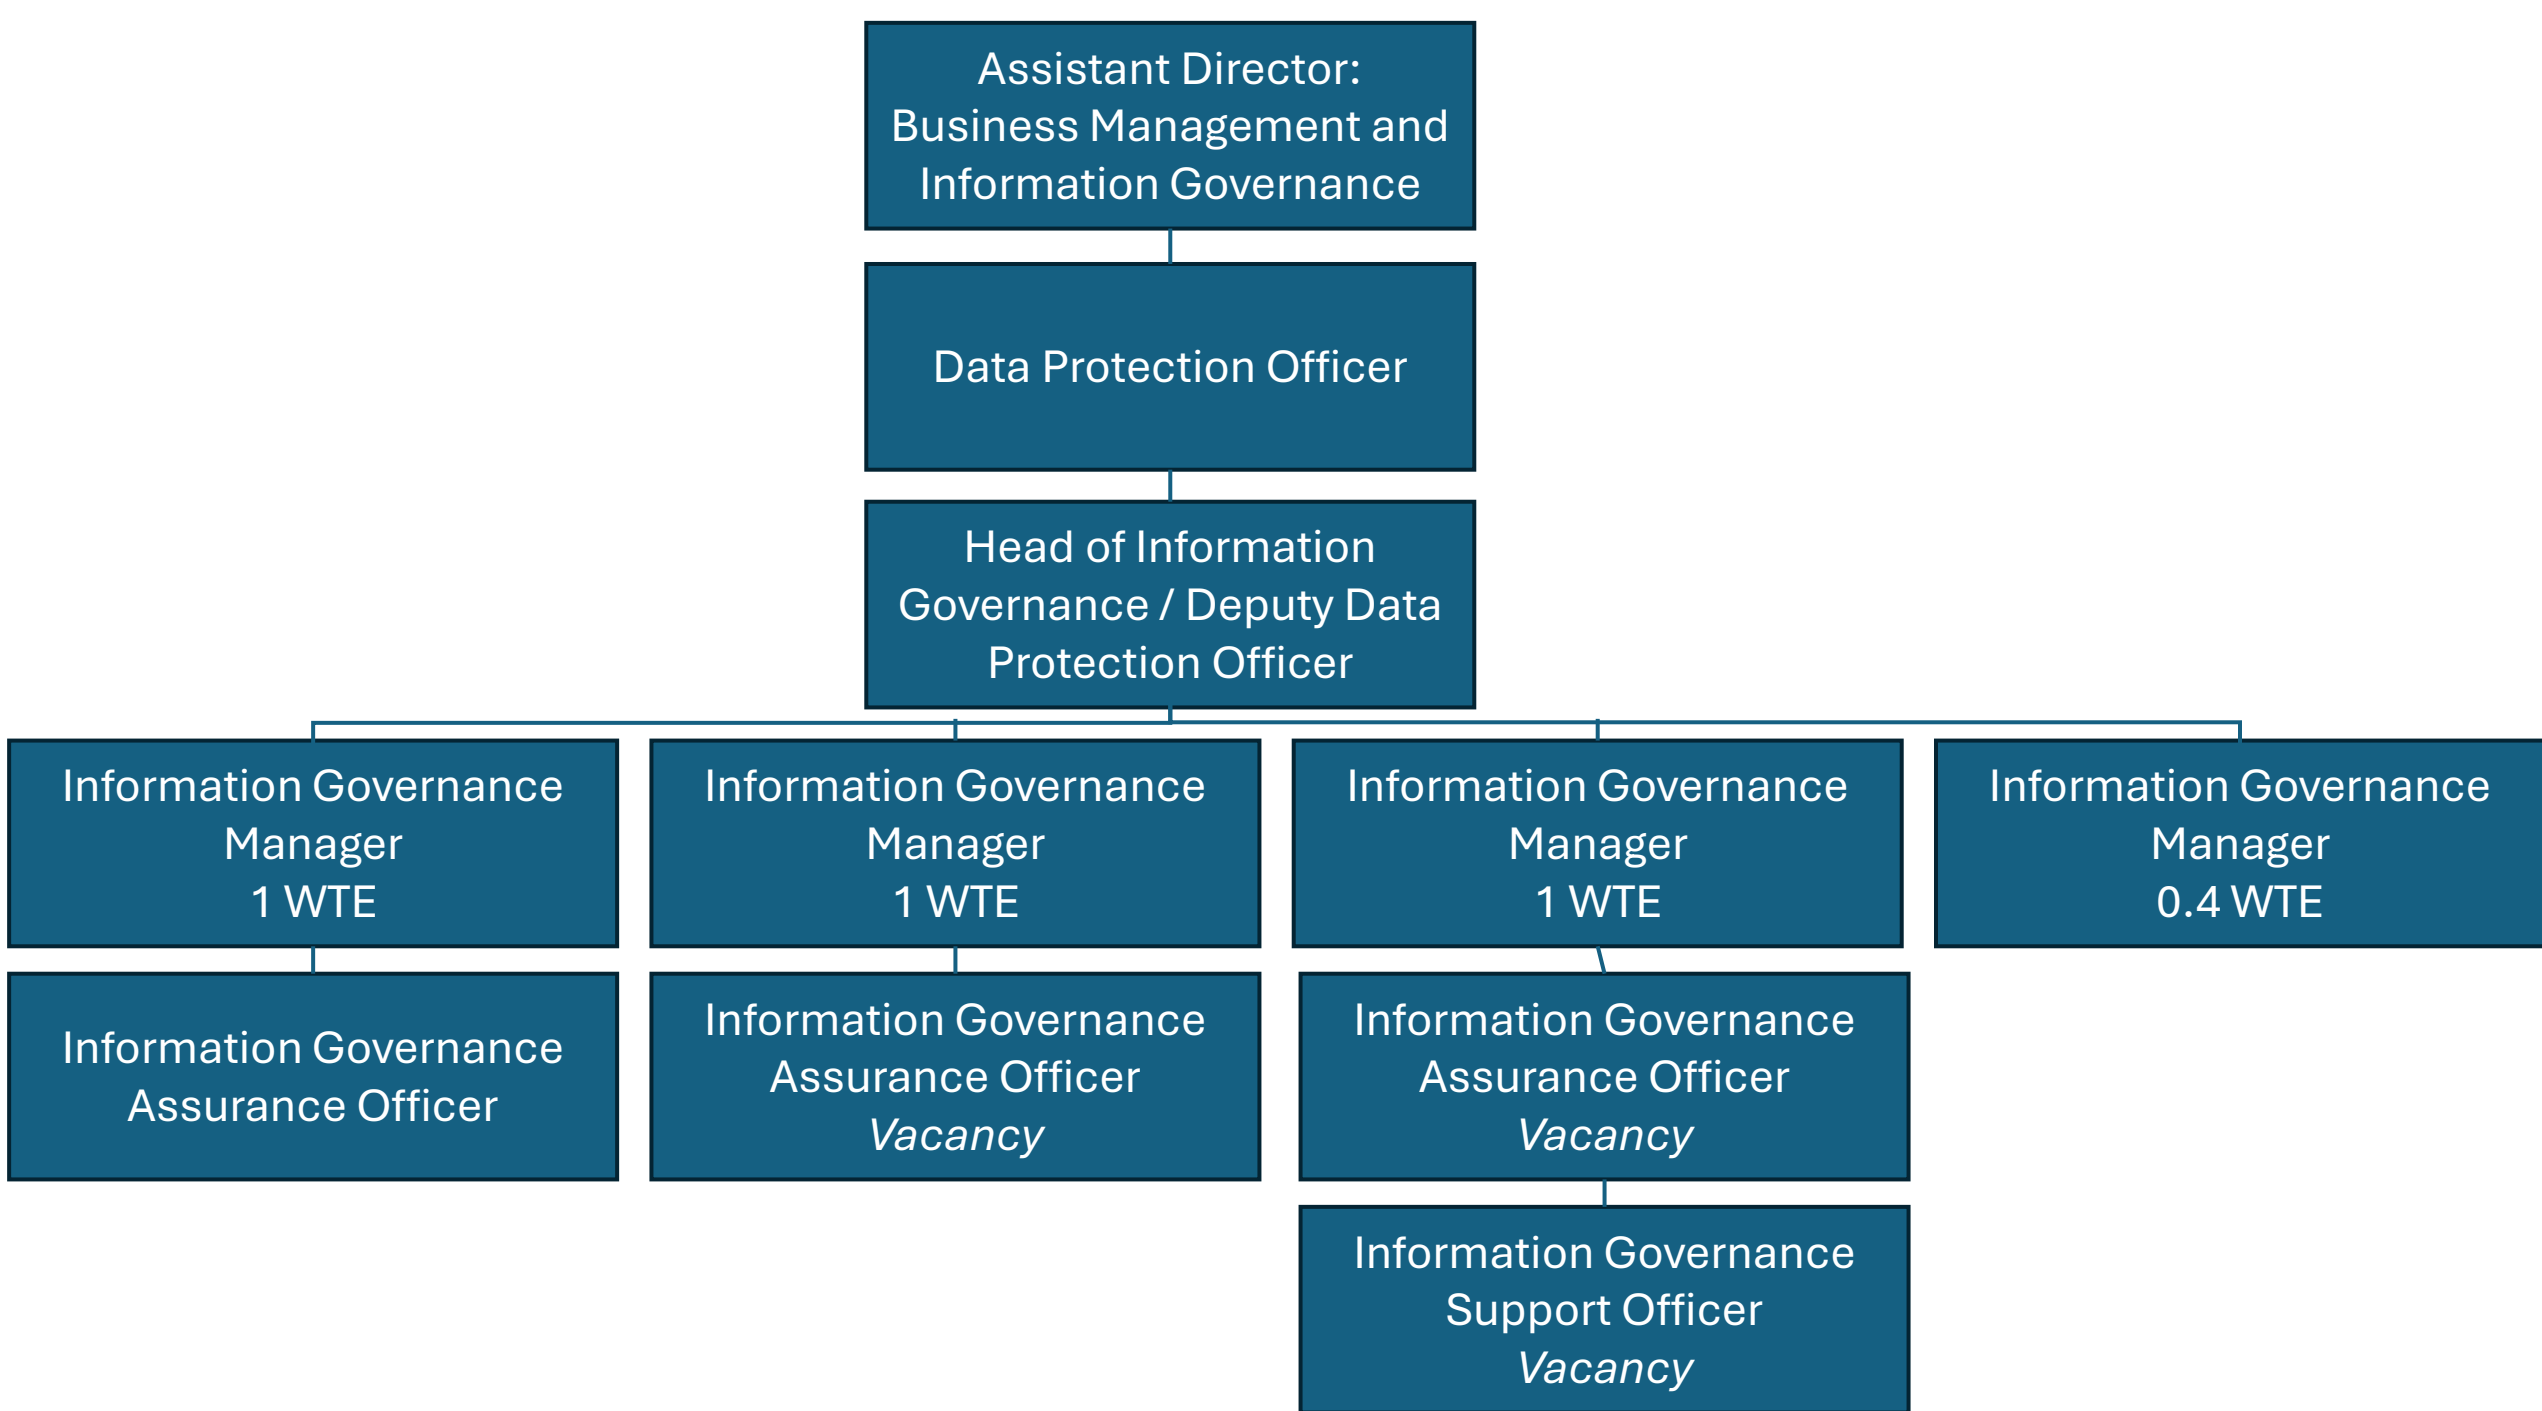 Assistant Director:
Business Management and
Information Governance
Data Protection Officer
Head of Information
Governance / Deputy Data
Protection Officer
Information Governance
Manager
1 WTE
Information Governance
Manager
1 WTE
Information Governance
Manager
1 WTE
Information Governance
Manager
0.4 WTE
Information Governance
Assurance Officer
Information Governance
Assurance Officer
Vacancy
Information Governance
Assurance Officer
Vacancy
Information Governance
Support Officer
Vacancy